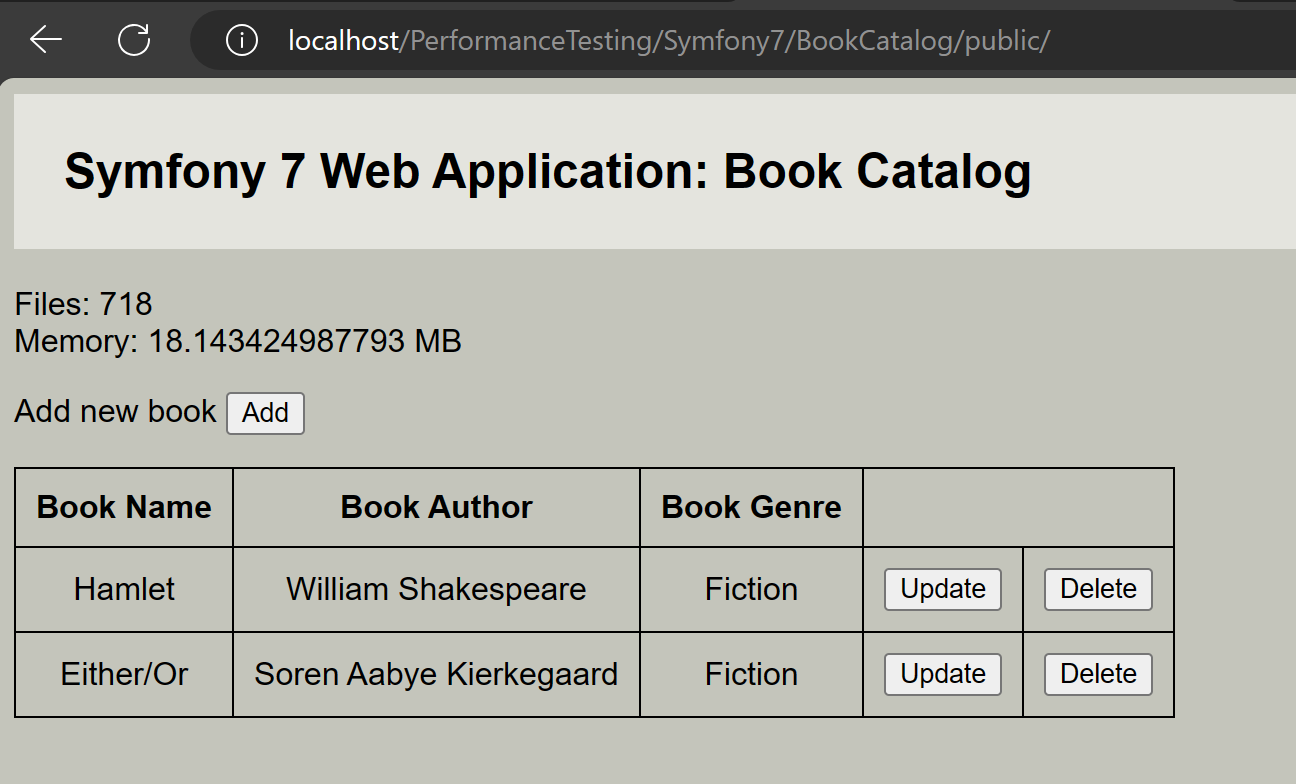 localhost/PerformanceTesting/Symfony7/BookCatalog/public/
Symfony 7 Web Application: Book Catalog
Files: 718
Memory: 18.143424987793 MB
Add new book Add
Book Name Book Author Book Genre
Hamlet William Shakespeare Fiction Update Delete
Either/Or Soren Aabye Kierkegaard Fiction Update Delete